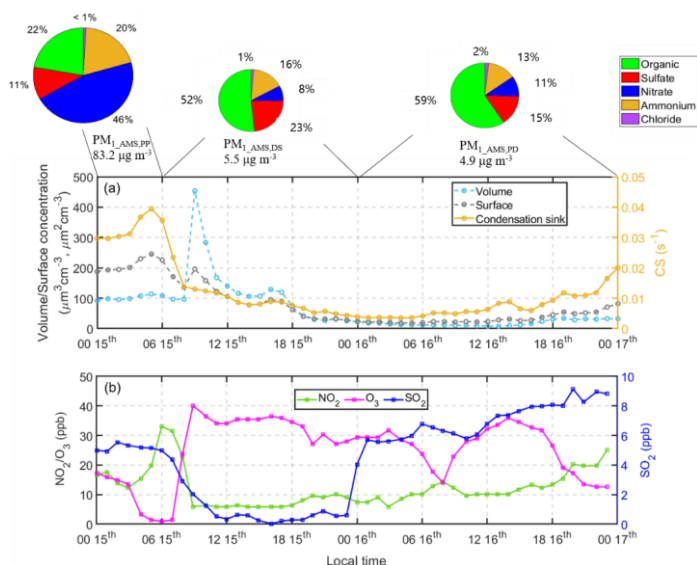 < 1%
22%
20%
11%
46%
1%
16%
8%
52%
23%
2%
13%
11%
59%
15%
Organic
Sulfate
Nitrate
Ammonium
Chloride
PM1_AMS,PP
83.2 μg m-3
PM1_AMS,DS
5.5 μg m-3
PM1_AMS,PD
4.9 μg m-3
(a)
Volume
Surface
Condensation sink
Volume/Surface concentration
(μm3cm-3, μm2cm-3)
500
400
300
200
100
0
0.05
0.04
0.03
0.02
0.01
0
CS (s-1)
00 15th 06 15th 12 15th 18 15th 00 16th 06 16th 12 16th 18 16th 00 17th
(b)
NO2 O3 SO2
NO2/O3 (ppb)
50
40
30
20
10
0
10
8
6
4
2
0
SO2 (ppb)
00 15th 06 15th 12 15th 18 15th 00 16th 06 16th 12 16th 18 16th 00 17th
Local time